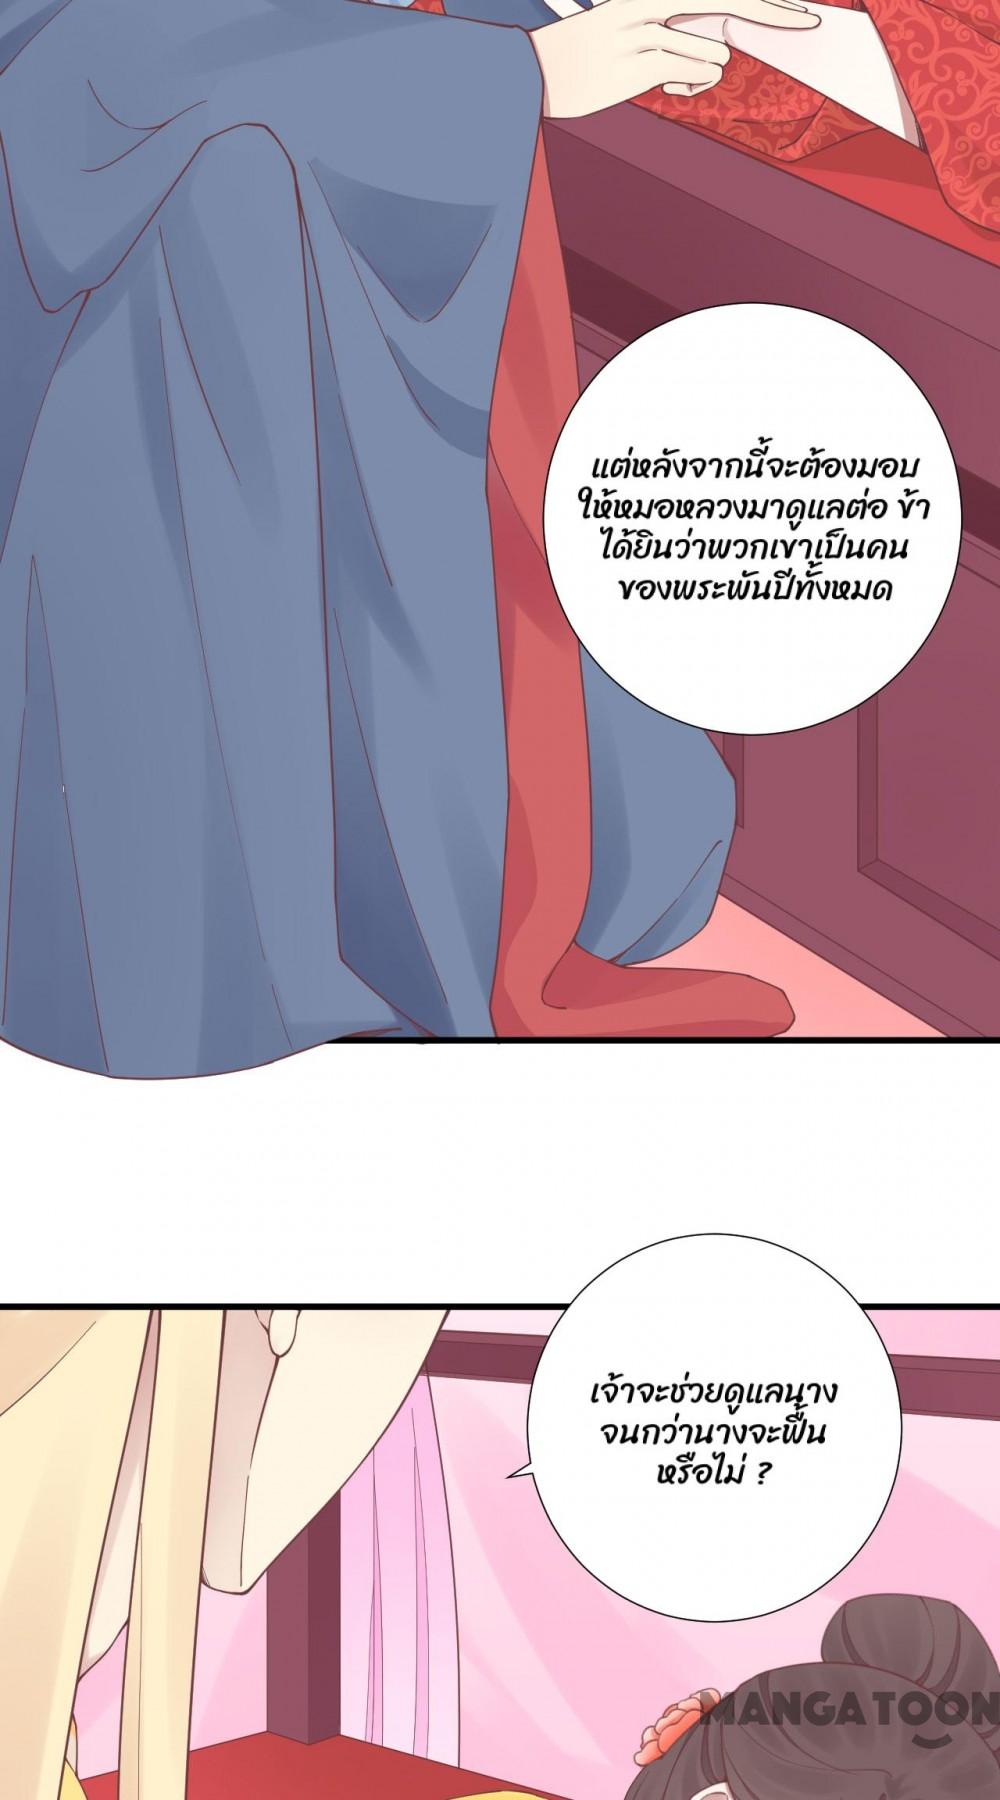 แต่หลังจากนี้จะต้องมอบ
ให้หมอหลวงมาดูแลต่อ ข้า
ได้ยินว่าพวกเขาเป็นคน
ของพระพันปีทั้งหมด
เจ้าจะช่วยดูแลนาง
จนกว่านางจะฟื้น
หรือไม่ ?
MANGATOON